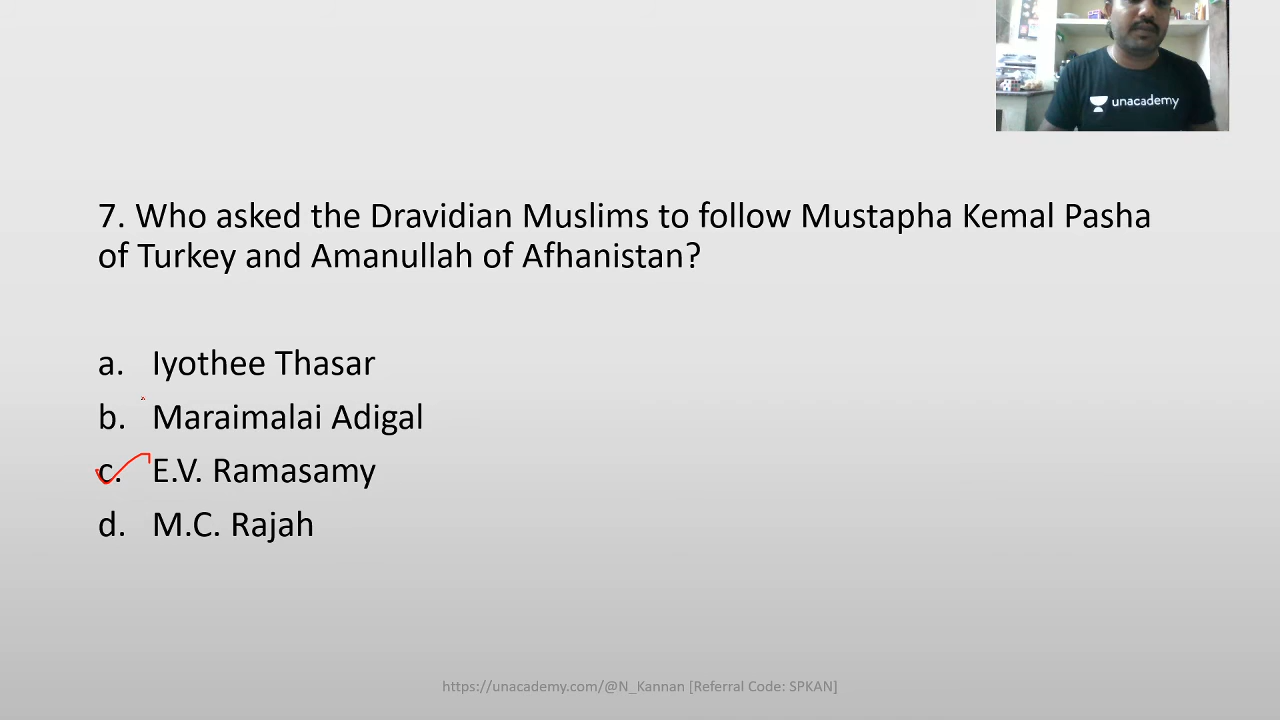 unacademy
7. Who asked the Dravidian Muslims to follow Mustapha Kemal Pasha
of Turkey and Amanullah of Afhanistan?
a. Iyothee Thasar
b. Maraimalai Adigal
c. E.V. Ramasamy
d. M.C. Rajah
https://unacademy.com/@N_Kannan [Referral Code: SPKAN]